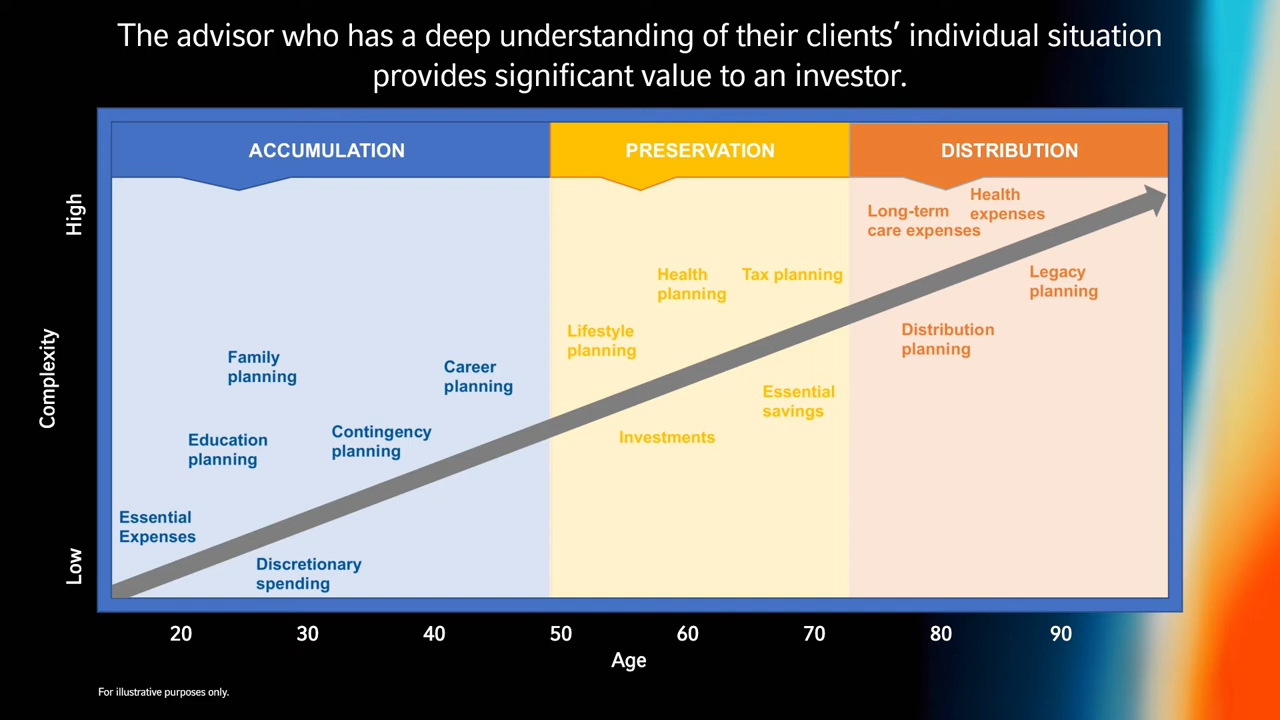 The advisor who has a deep understanding of their clients’ individual situation
provides significant value to an investor.
ACCUMULATION
PRESERVATION
DISTRIBUTION
High
Complexity
Low
Health
expenses
Long-term
care expenses
Legacy
planning
Distribution
planning
Health
planning
Tax planning
Lifestyle
planning
Essential
savings
Investments
Family
planning
Career
planning
Education
planning
Contingency
planning
Essential
Expenses
Discretionary
spending
20 30 40 50 60 70 80 90
Age
For illustrative purposes only.